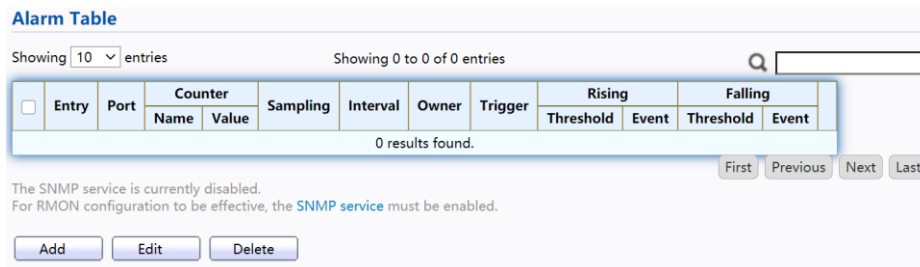 Alarm Table
Showing 10 entries Showing 0 to 0 of 0 entries
Entry Port Counter Sampling Interval Owner Trigger Rising Falling
Name Value Threshold Event Threshold Event
0 results found.
First Previous Next Last
The SNMP service is currently disabled.
For RMON configuration to be effective, the SNMP service must be enabled.
Add Edit Delete